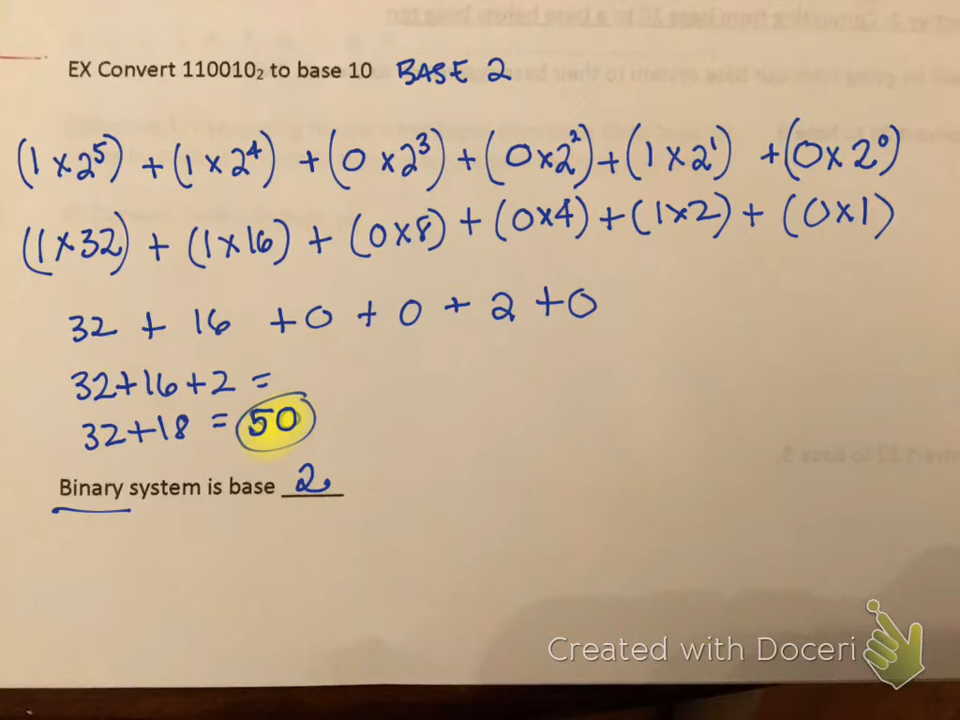 EX Convert 110010₂ to base 10 BASE 2
(1 x 2⁵) + (1 x 2⁴) + (0 x 2³) + (0 x 2²) + (1 x 2¹) + (0 x 2⁰)
(1 x 32) + (1 x 16) + (0 x 8) + (0 x 4) + (1 x 2) + (0 x 1)
32 + 16 + 0 + 0 + 2 + 0
32 + 16 + 2 =
32 + 18 = 50
Binary system is base 2
Created with Doceri